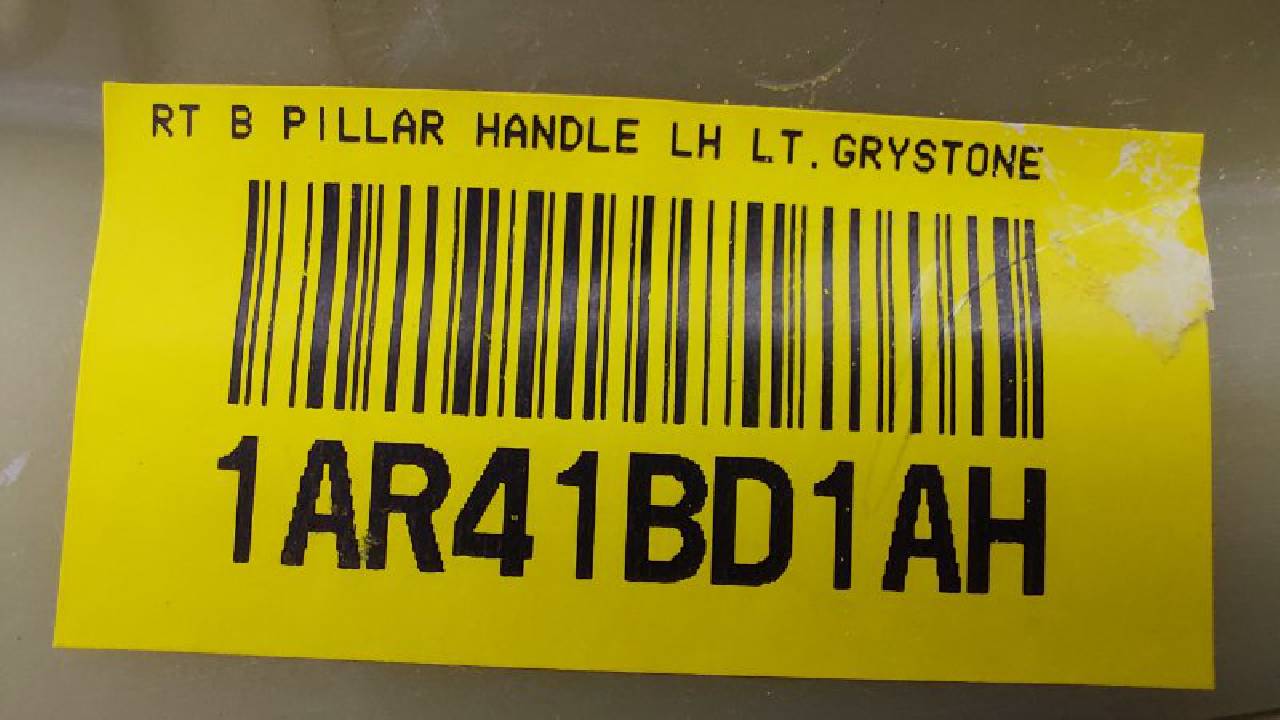 RT B PILLAR HANDLE LH LT.GRYSTONE
1AR41BD1AH